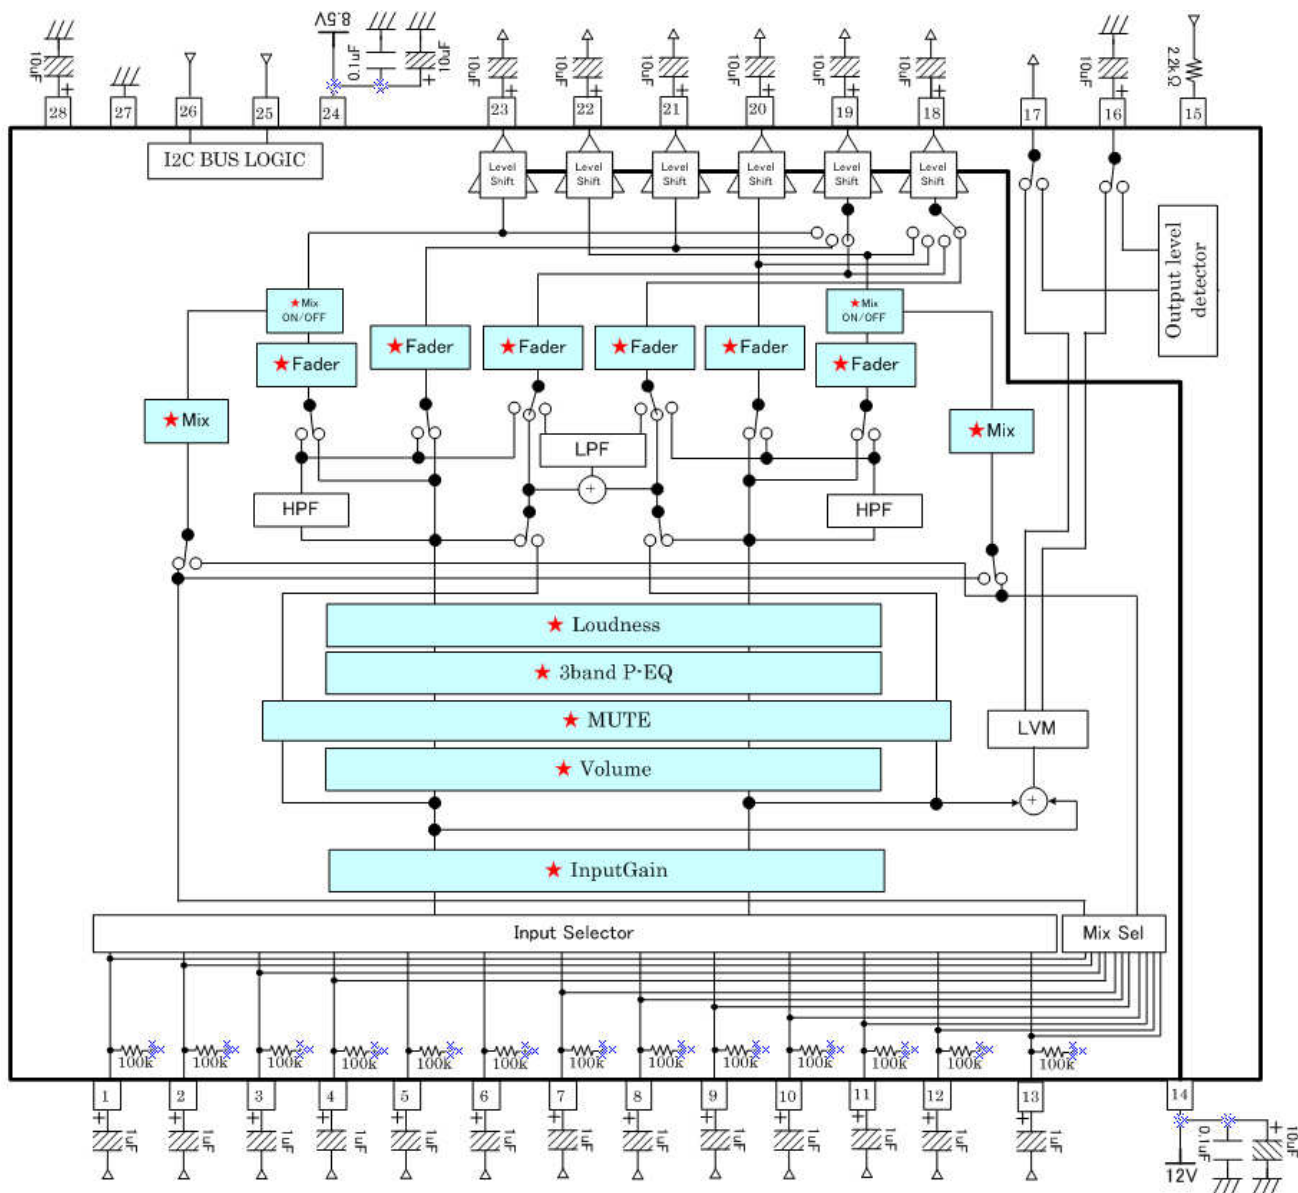 8.5V
10uF
0.1uF
10uF
10uF
10uF
10uF
10uF
10uF
10uF
10uF
2.2kΩ
28
27
26
25
24
23
22
21
20
19
18
17
16
15
I2C BUS LOGIC
Level Shift
Level Shift
Level Shift
Level Shift
Level Shift
Level Shift
Output level detector
★Mix ON/OFF
★Mix ON/OFF
★Fader
★Fader
★Fader
★Fader
★Fader
★Fader
★Mix
★Mix
LPF
+
HPF
HPF
★ Loudness
★ 3band P-EQ
★ MUTE
★ Volume
LVM
+
★ InputGain
Input Selector
Mix Sel
100k
100k
100k
100k
100k
100k
100k
100k
100k
100k
100k
100k
100k
1
2
3
4
5
6
7
8
9
10
11
12
13
14
1uF
1uF
1uF
1uF
1uF
1uF
1uF
1uF
1uF
1uF
1uF
1uF
1uF
12V
0.1uF
10uF